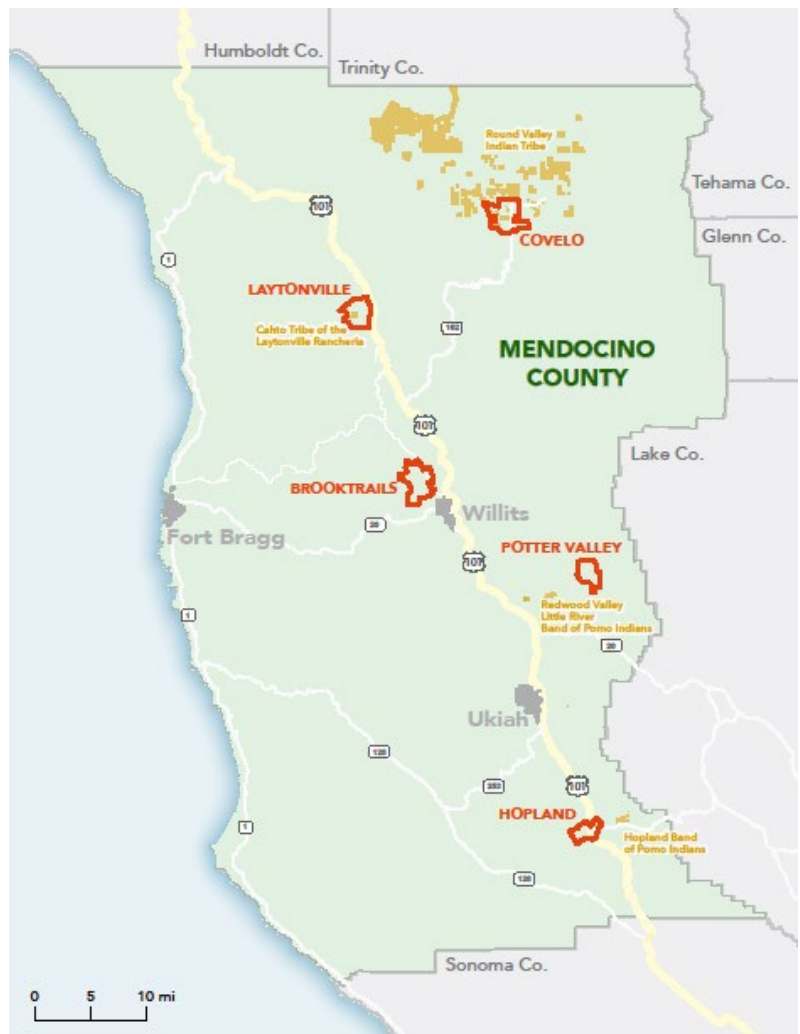 Humboldt Co.
Trinity Co.
Round Valley
Indian Tribe
Tehama Co.
101
COVELO
Glenn Co.
1
LAYTONVILLE
Cahto Tribe of the
Laytonville Rancheria
162
MENDOCINO
COUNTY
101
Lake Co.
BROOKTRAILS
Willits
20
Fort Bragg
POTTER VALLEY
101
Redwood Valley
Little River
Band of Pomo Indians
1
20
Ukiah
128
253
101
HOPLAND
1
Hopland Band
of Pomo Indians
128
Sonoma Co.
0 5 10 mi